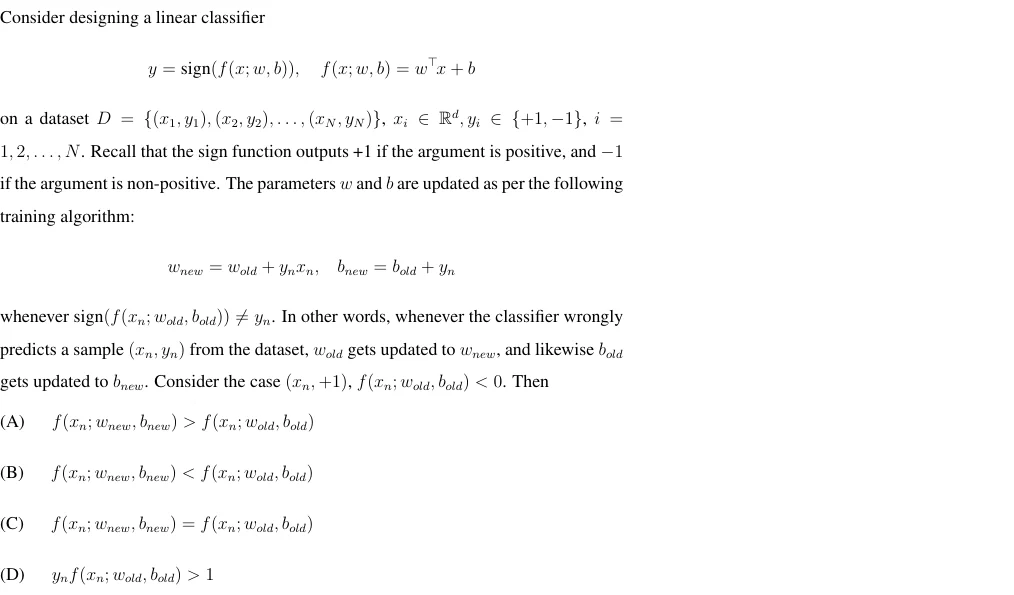 Consider designing a linear classifier
y = sign(f(x; w, b)), f(x; w, b) = w⊤x + b
on a dataset D = {(x₁, y₁), (x₂, y₂), . . . , (x_N, y_N)}, x_i ∈ ℝᵈ, y_i ∈ {+1, −1}, i =
1, 2, . . . , N. Recall that the sign function outputs +1 if the argument is positive, and −1
if the argument is non-positive. The parameters w and b are updated as per the following
training algorithm:
w_new = w_old + y_n x_n, b_new = b_old + y_n
whenever sign(f(x_n; w_old, b_old)) ≠ y_n. In other words, whenever the classifier wrongly
predicts a sample (x_n, y_n) from the dataset, w_old gets updated to w_new, and likewise b_old
gets updated to b_new. Consider the case (x_n, +1), f(x_n; w_old, b_old) < 0. Then
(A) f(x_n; w_new, b_new) > f(x_n; w_old, b_old)
(B) f(x_n; w_new, b_new) < f(x_n; w_old, b_old)
(C) f(x_n; w_new, b_new) = f(x_n; w_old, b_old)
(D) y_n f(x_n; w_old, b_old) > 1